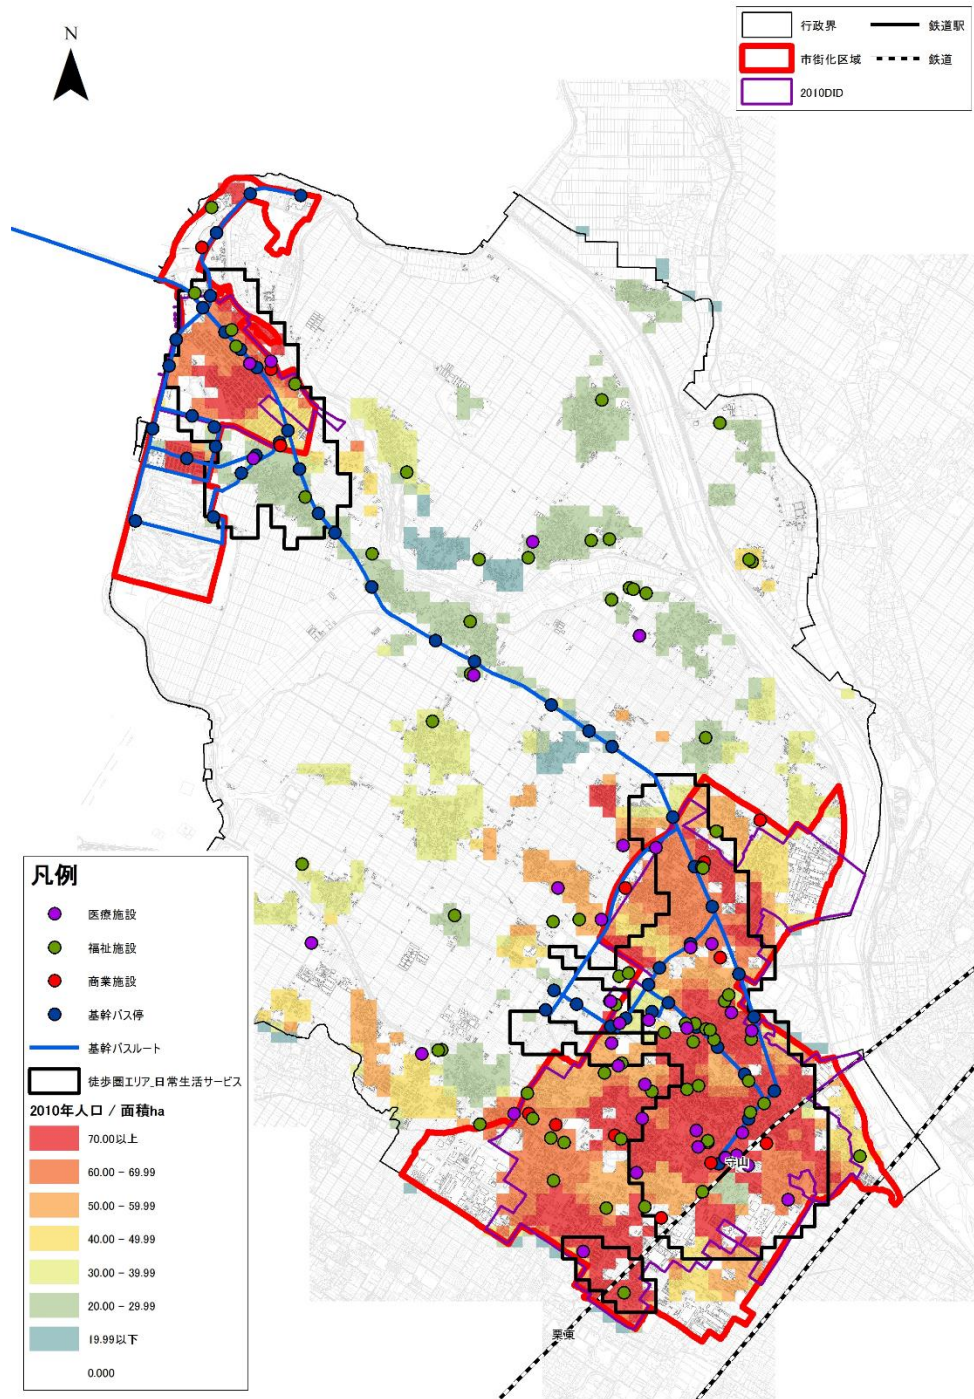 N
行政界
鉄道駅
市街化区域
鉄道
2010DID
守山
栗東
凡例
医療施設
福祉施設
商業施設
基幹バス停
基幹バスルート
徒歩圏エリア_日常生活サービス
2010年人口 / 面積ha
70.00以上
60.00 - 69.99
50.00 - 59.99
40.00 - 49.99
30.00 - 39.99
20.00 - 29.99
19.99以下
0.000